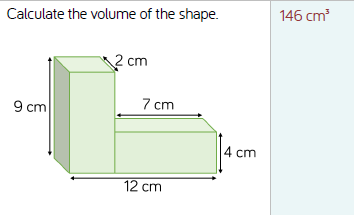 Calculate the volume of the shape.
146 cm³
2 cm
9 cm
7 cm
4 cm
12 cm